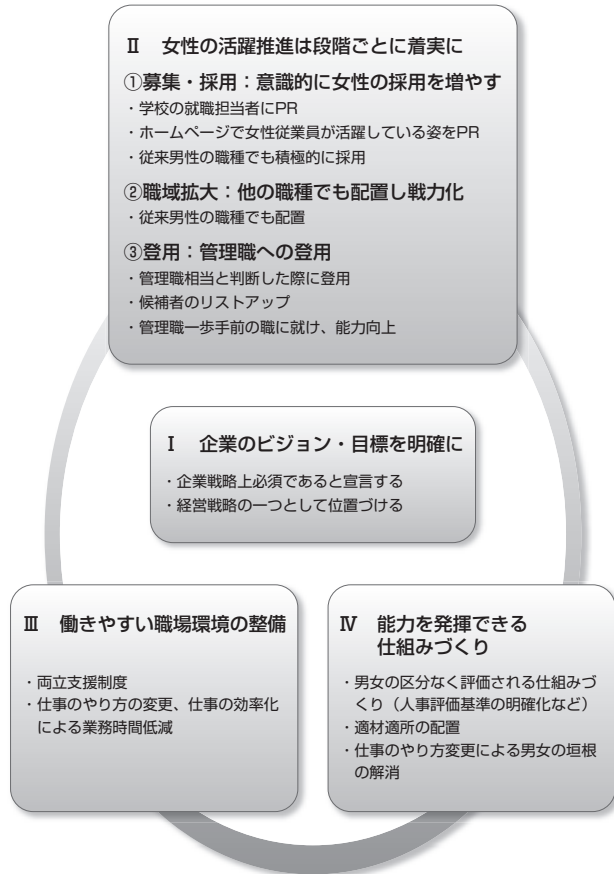 Ⅱ 女性の活躍推進は段階ごとに着実に
①募集・採用：意識的に女性の採用を増やす
・学校の就職担当者にPR
・ホームページで女性従業員が活躍している姿をPR
・従来男性の職種でも積極的に採用
②職域拡大：他の職種でも配置し戦力化
・従来男性の職種でも配置
③登用：管理職への登用
・管理職相当と判断した際に登用
・候補者のリストアップ
・管理職一歩手前の職に就け、能力向上
Ⅰ 企業のビジョン・目標を明確に
・企業戦略上必須であると宣言する
・経営戦略の一つとして位置づける
Ⅲ 働きやすい職場環境の整備
・両立支援制度
・仕事のやり方の変更、仕事の効率化
による業務時間低減
Ⅳ 能力を発揮できる
仕組みづくり
・男女の区分なく評価される仕組みづ
くり（人事評価基準の明確化など）
・適材適所の配置
・仕事のやり方変更による男女の垣根
の解消